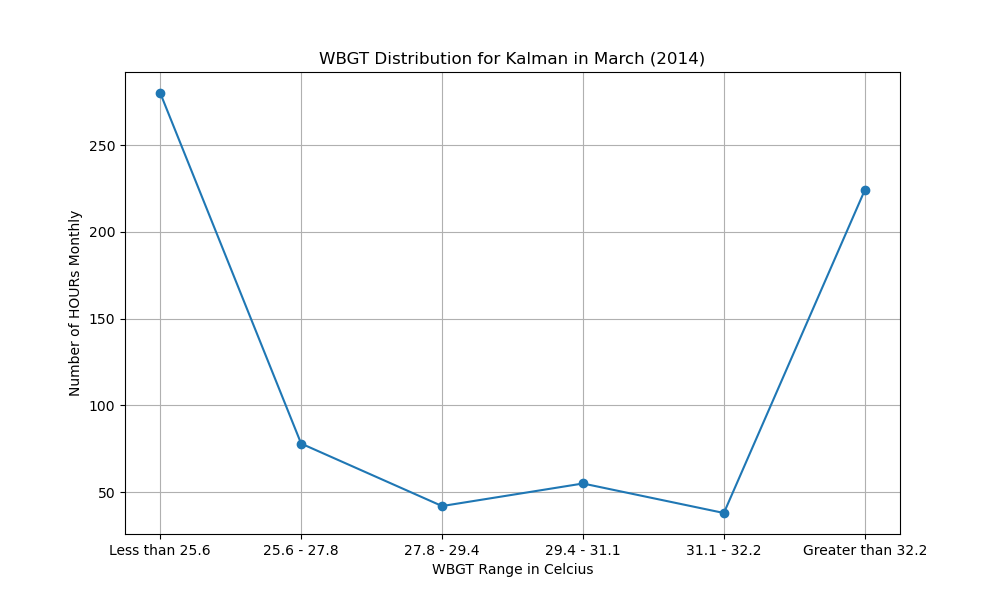 WBGT Distribution for Kalman in March (2014)
Number of HOURs Monthly
250
200
150
100
50
Less than 25.6
25.6 - 27.8
27.8 - 29.4
29.4 - 31.1
31.1 - 32.2
Greater than 32.2
WBGT Range in Celcius